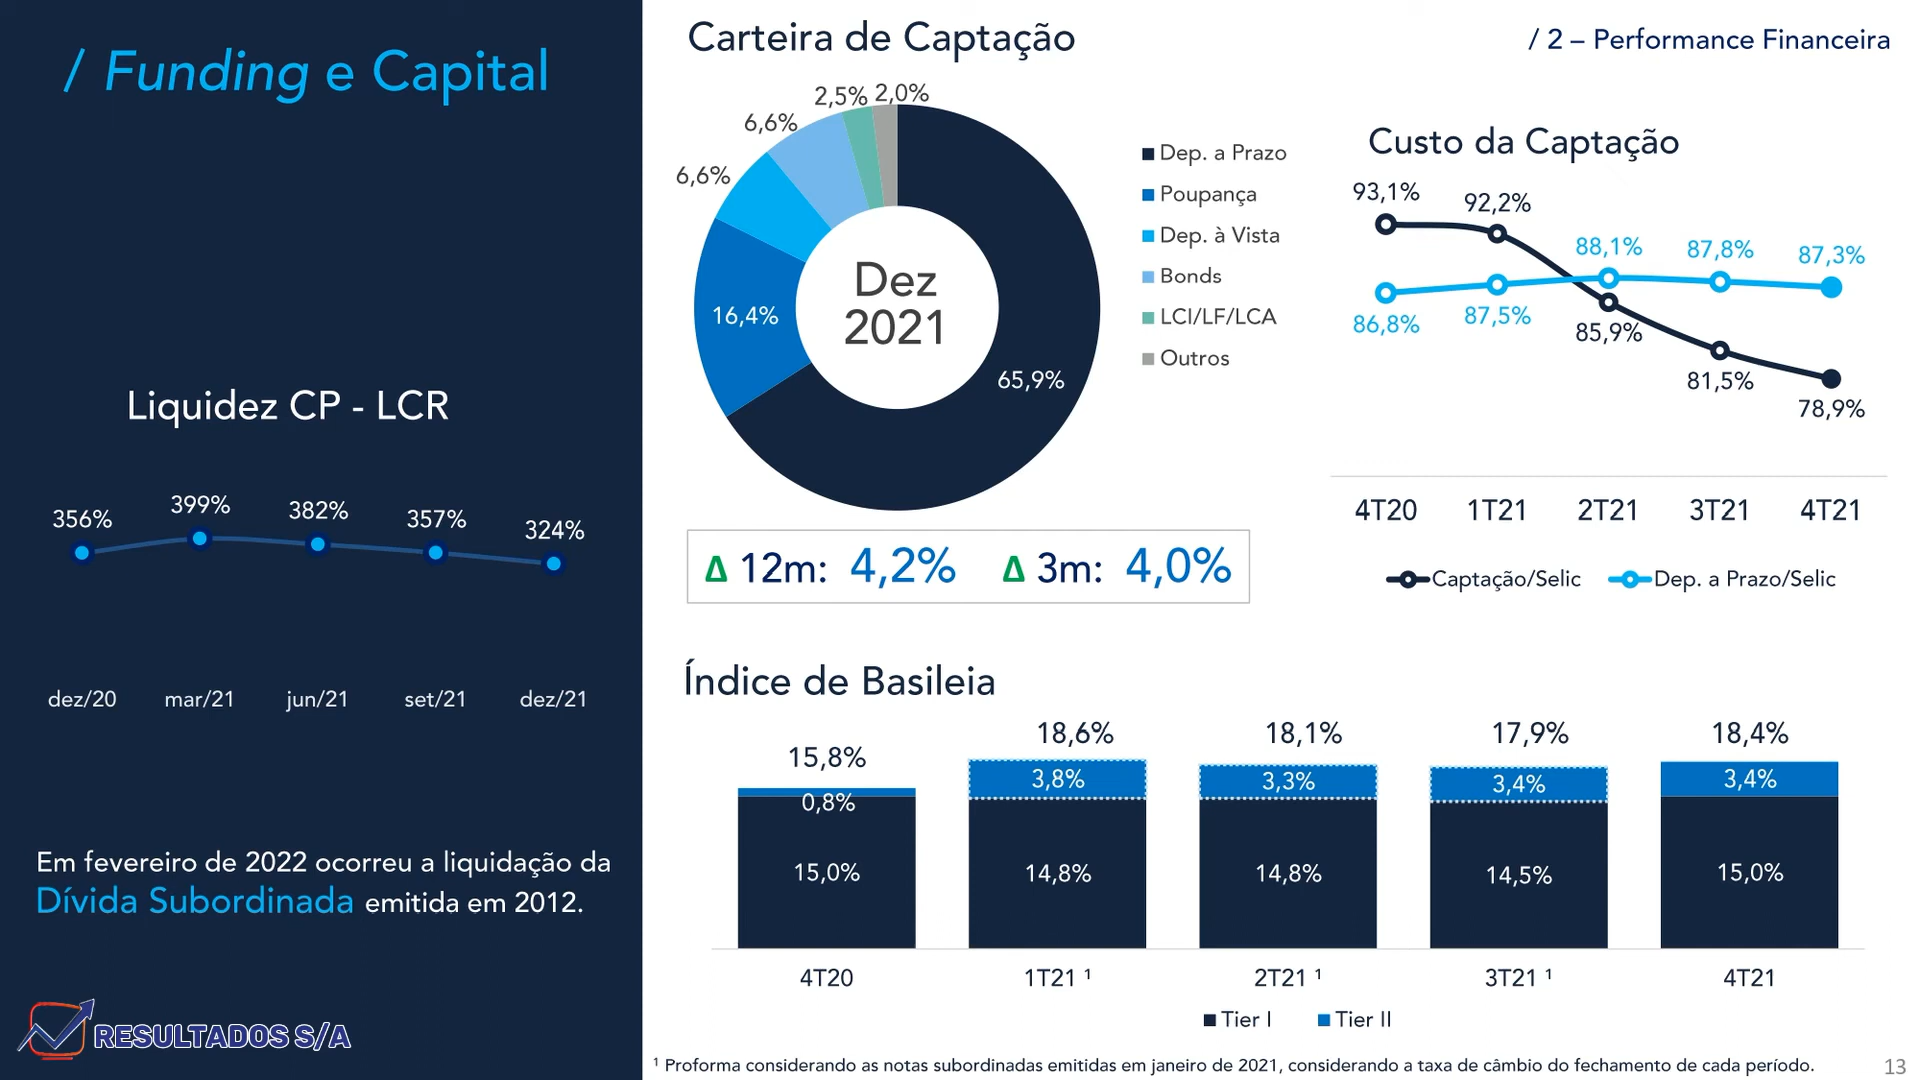 / Funding e Capital
Liquidez CP - LCR
356%
399%
382%
357%
324%
dez/20
mar/21
jun/21
set/21
dez/21
Em fevereiro de 2022 ocorreu a liquidação da
Dívida Subordinada emitida em 2012.
RESULTADOS S/A
Carteira de Captação
/ 2 – Performance Financeira
2,5%
2,0%
6,6%
6,6%
16,4%
65,9%
Dez
2021
Dep. a Prazo
Poupança
Dep. à Vista
Bonds
LCI/LF/LCA
Outros
Δ 12m: 4,2% Δ 3m: 4,0%
Custo da Captação
93,1%
92,2%
88,1%
87,8%
87,3%
86,8%
87,5%
85,9%
81,5%
78,9%
4T20
1T21
2T21
3T21
4T21
Captação/Selic
Dep. a Prazo/Selic
Índice de Basileia
15,8%
18,6%
18,1%
17,9%
18,4%
0,8%
3,8%
3,3%
3,4%
3,4%
15,0%
14,8%
14,8%
14,5%
15,0%
4T20
1T21 ¹
2T21 ¹
3T21 ¹
4T21
Tier I
Tier II
¹ Proforma considerando as notas subordinadas emitidas em janeiro de 2021, considerando a taxa de câmbio do fechamento de cada período.
13